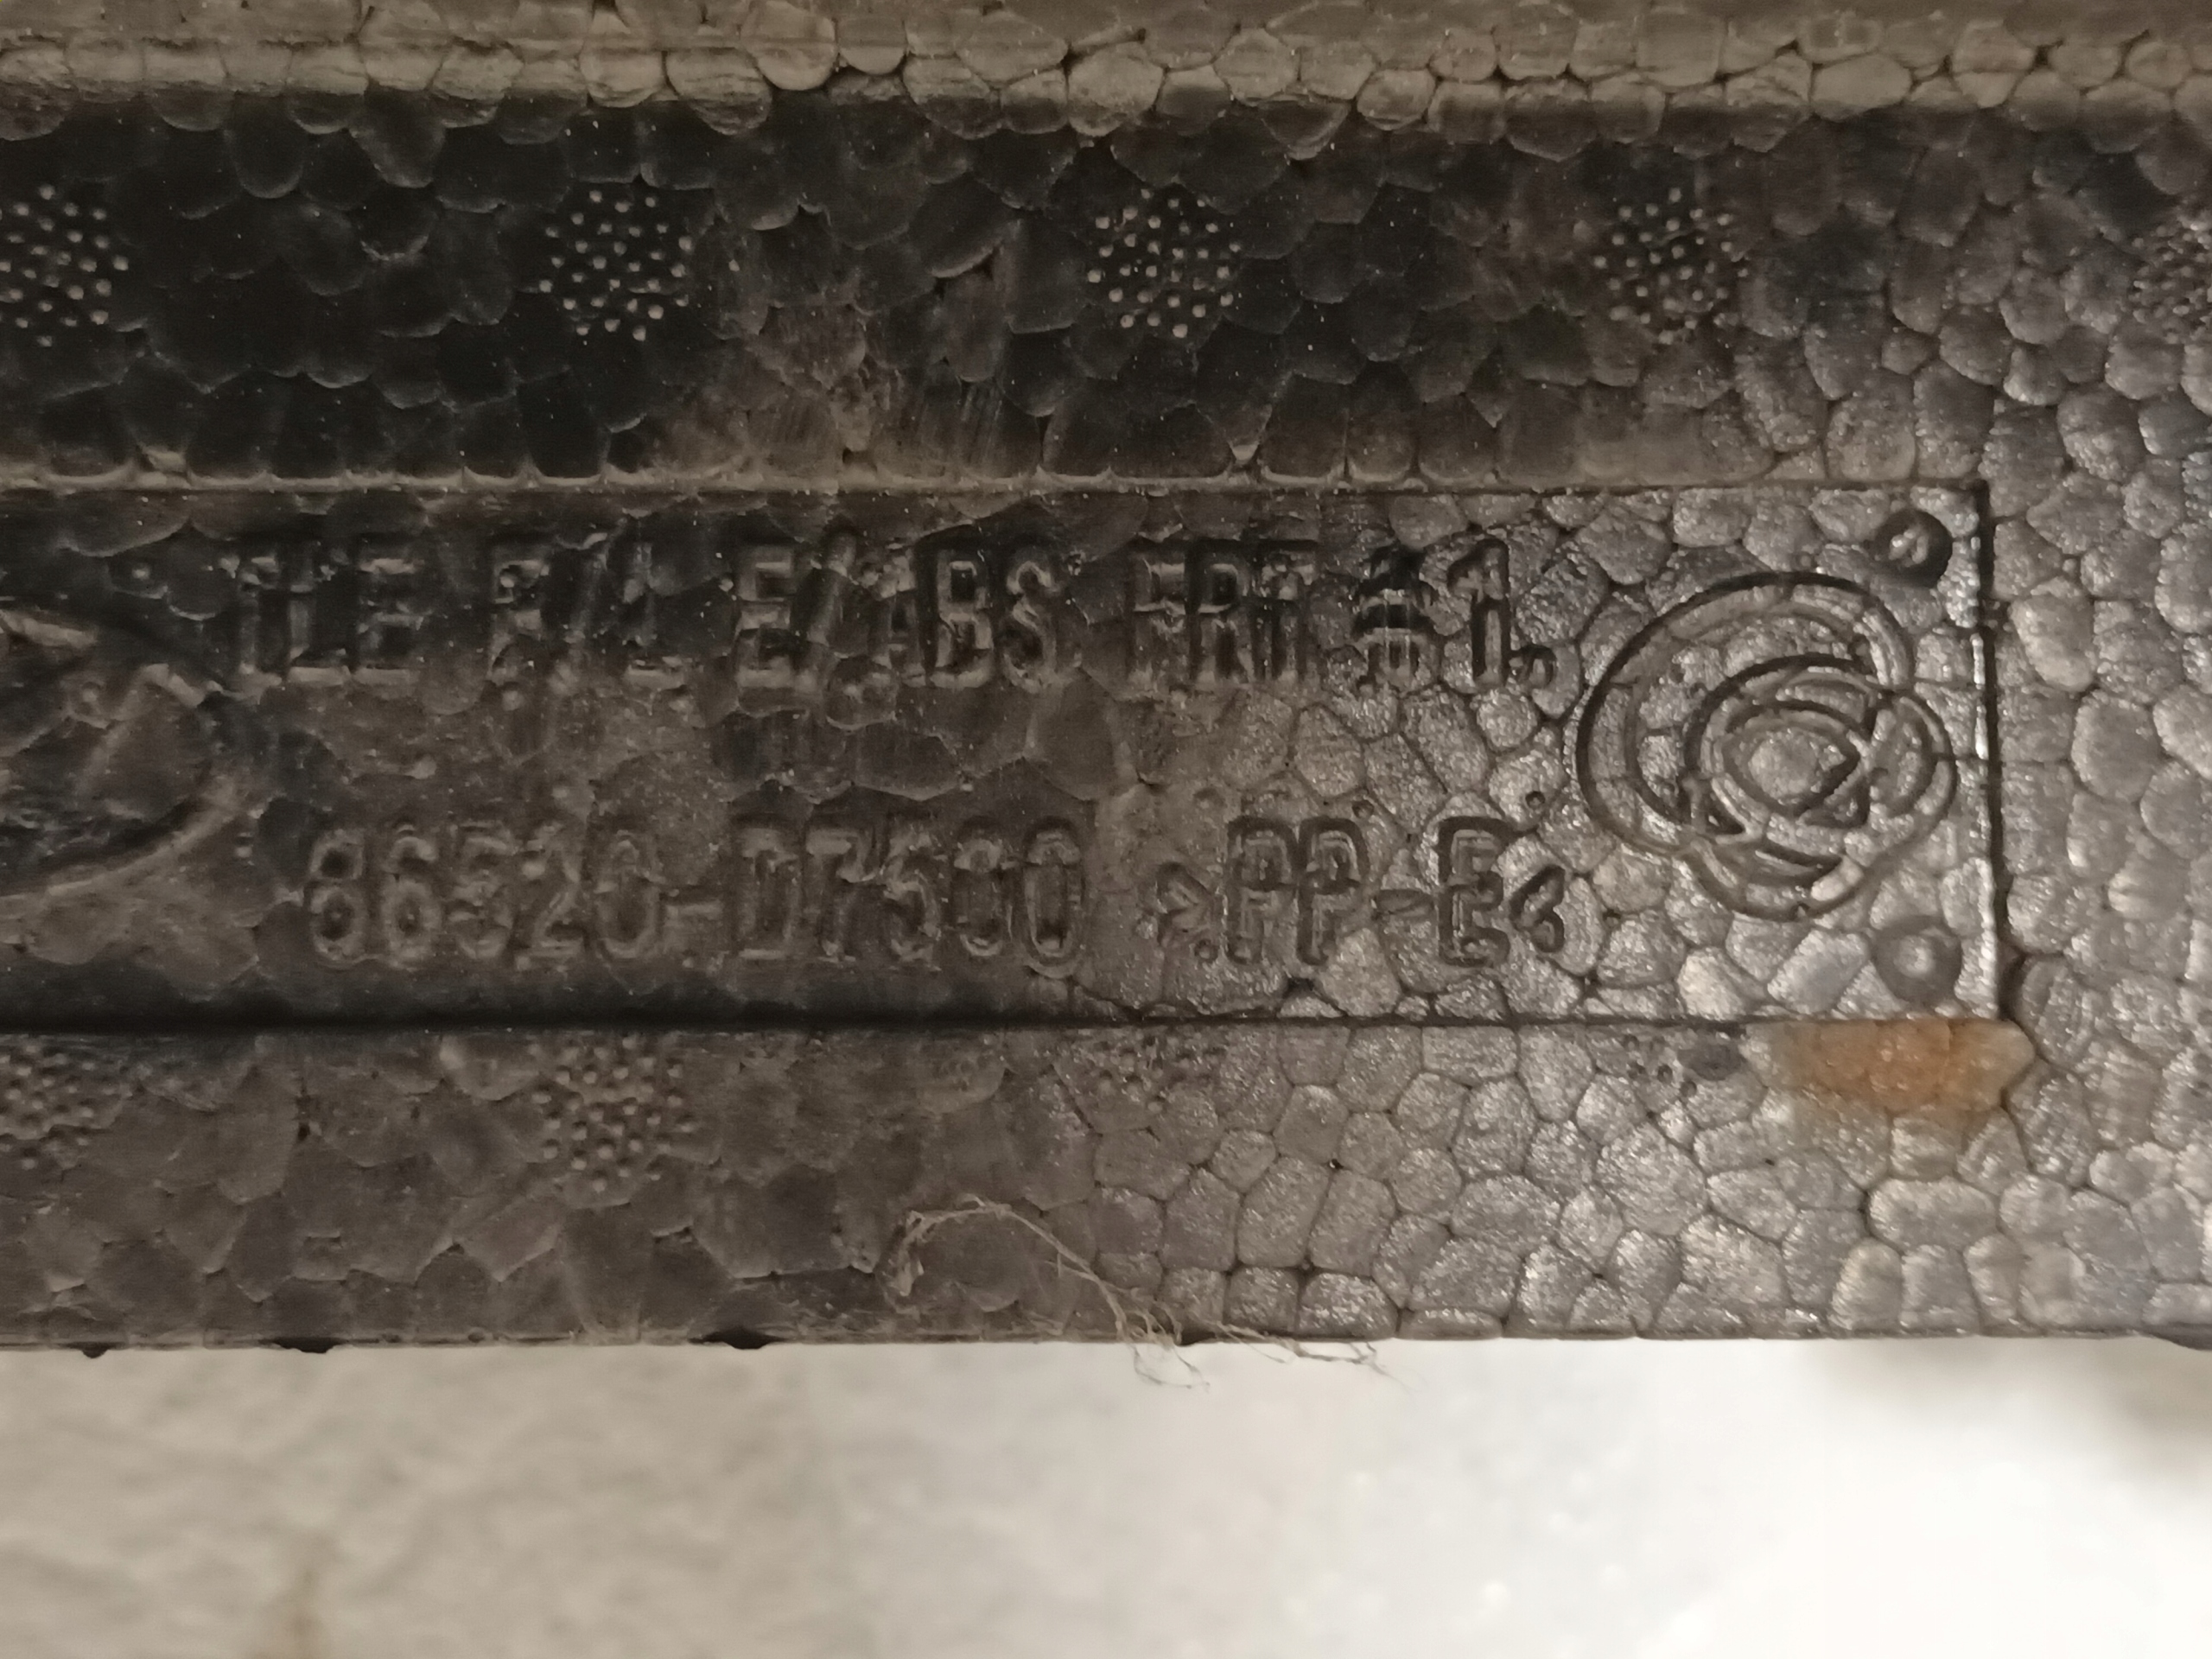 TLE F/L E/ABS FRT #1.
86520-D7500 >PP-E<